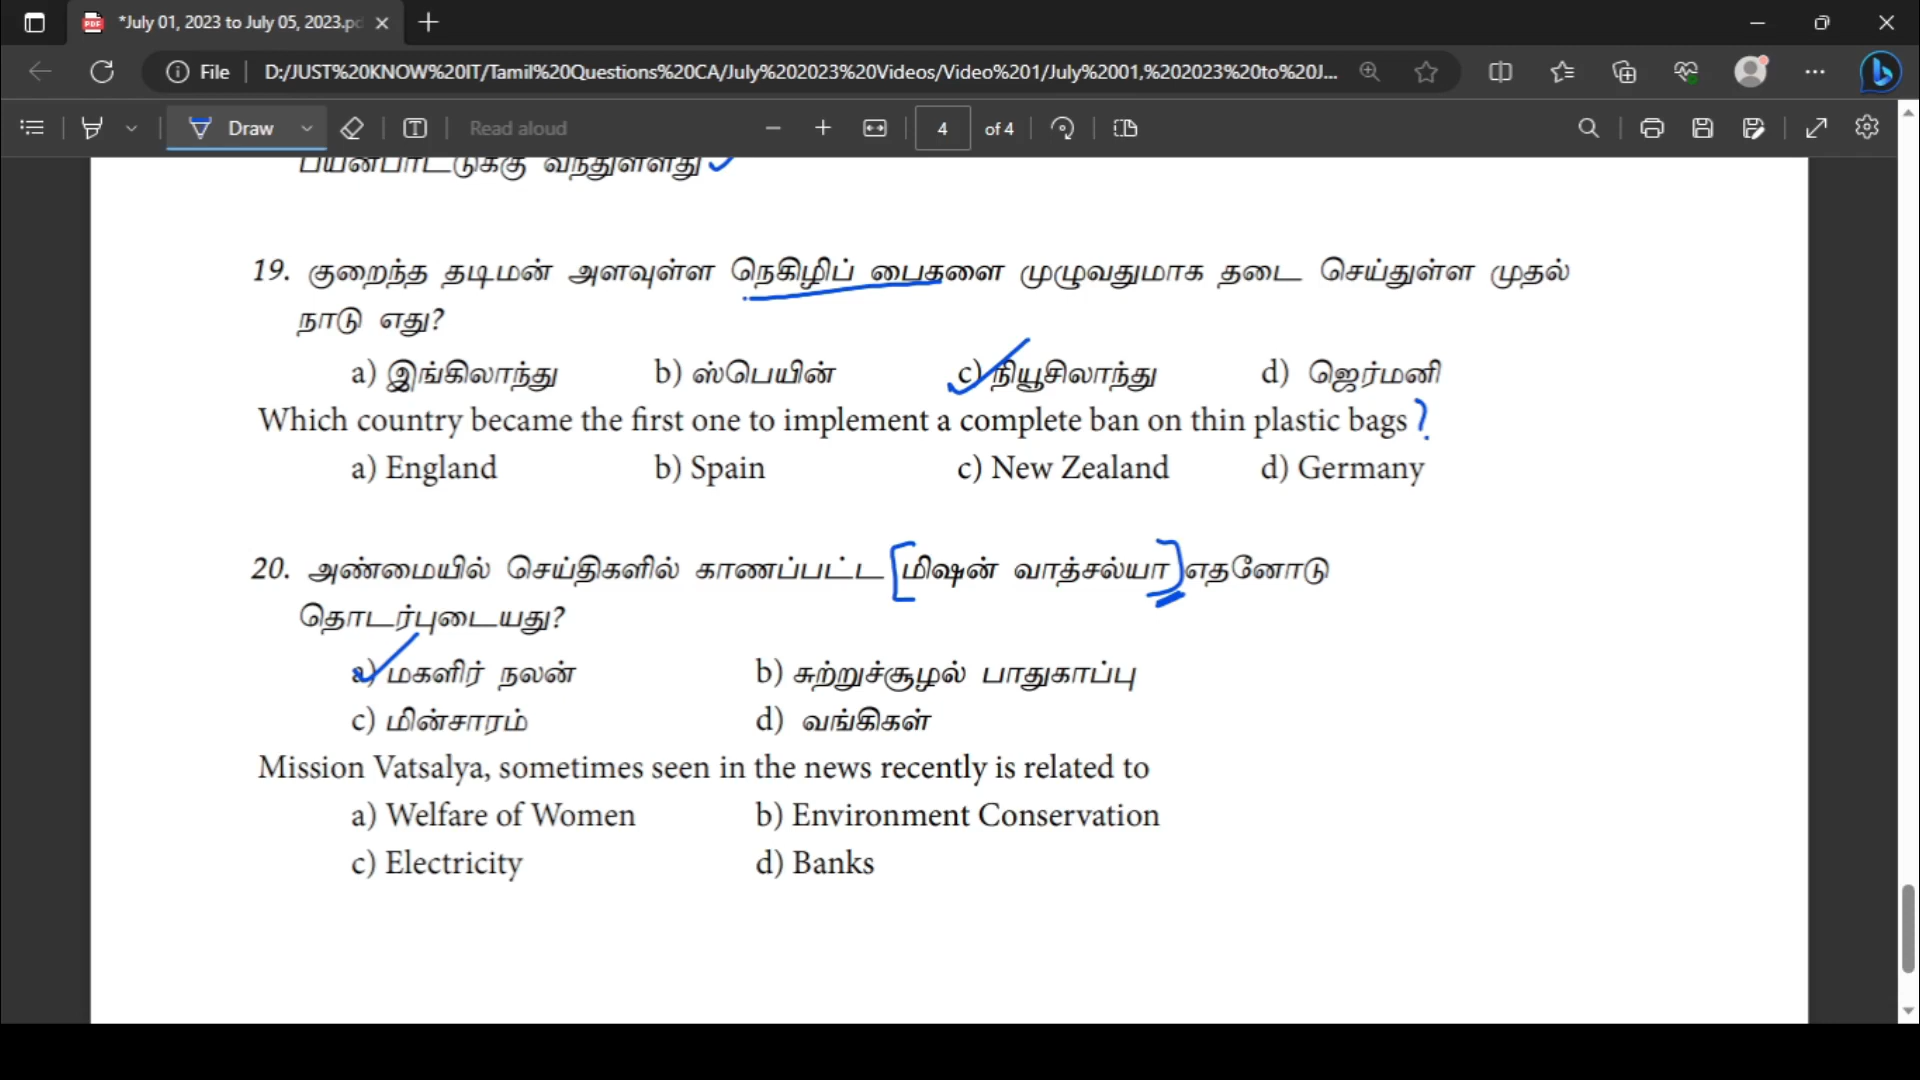 *July 01, 2023 to July 05, 2023.pd
File D:/JUST%20KNOW%20IT/Tamil%20Questions%20CA/July%202023%20Videos/Video%201/July%2001,%202023%20to%20J...
Draw Read aloud 4 of 4
பயன்பாட்டுக்கு வந்துள்ளது
19. குறைந்த தடிமன் அளவுள்ள நெகிழிப் பைகளை முழுவதுமாக தடை செய்துள்ள முதல்
நாடு எது?
a) இங்கிலாந்து b) ஸ்பெயின் c) நியூசிலாந்து d) ஜெர்மனி
Which country became the first one to implement a complete ban on thin plastic bags ?
a) England b) Spain c) New Zealand d) Germany
20. அண்மையில் செய்திகளில் காணப்பட்ட [மிஷன் வாத்சல்யா] எதனோடு
தொடர்புடையது?
a) மகளிர் நலன் b) சுற்றுச்சூழல் பாதுகாப்பு
c) மின்சாரம் d) வங்கிகள்
Mission Vatsalya, sometimes seen in the news recently is related to
a) Welfare of Women b) Environment Conservation
c) Electricity d) Banks